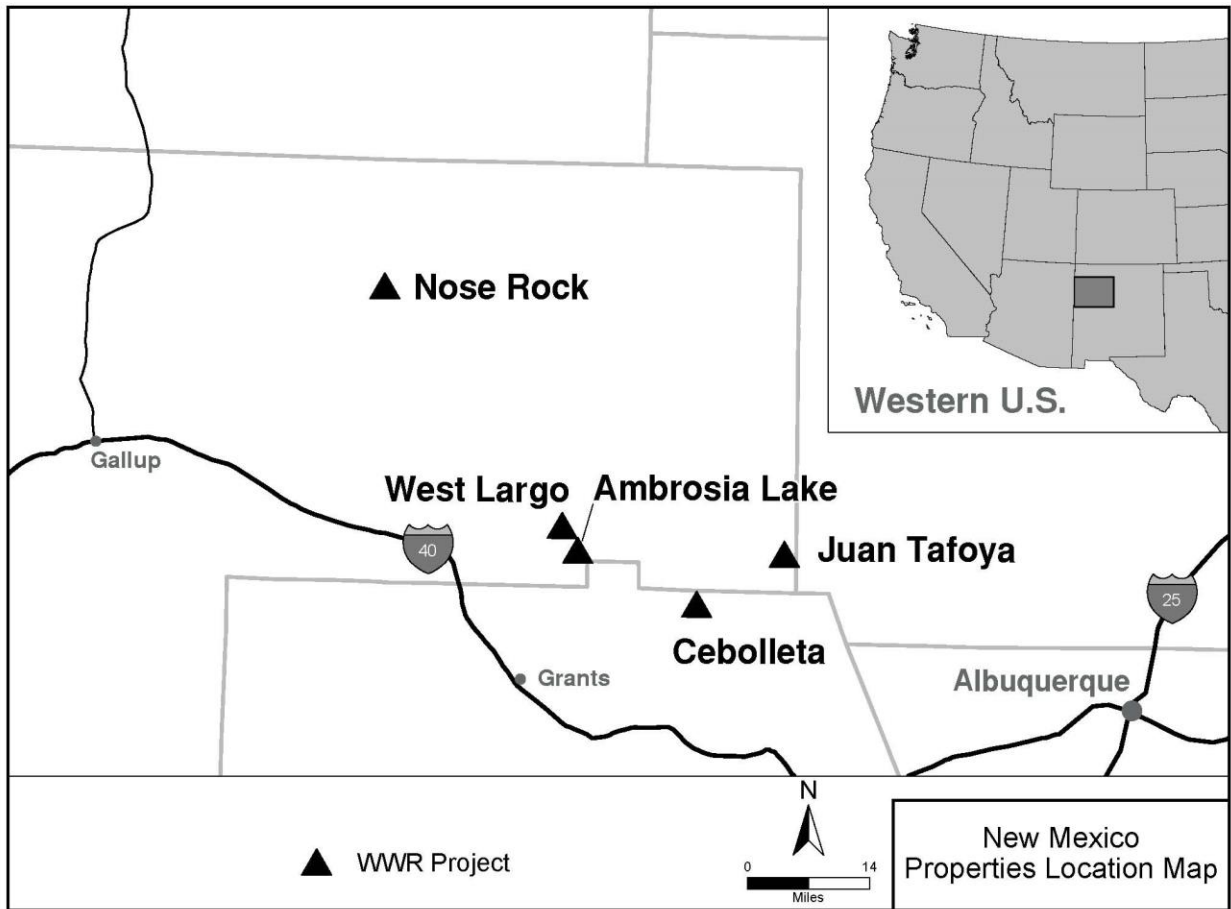 Western U.S.
Nose Rock
Gallup
West Largo
Ambrosia Lake
40
Juan Tafoya
25
Cebolleta
Grants
Albuquerque
N
WWR Project
0 14
Miles
New Mexico
Properties Location Map